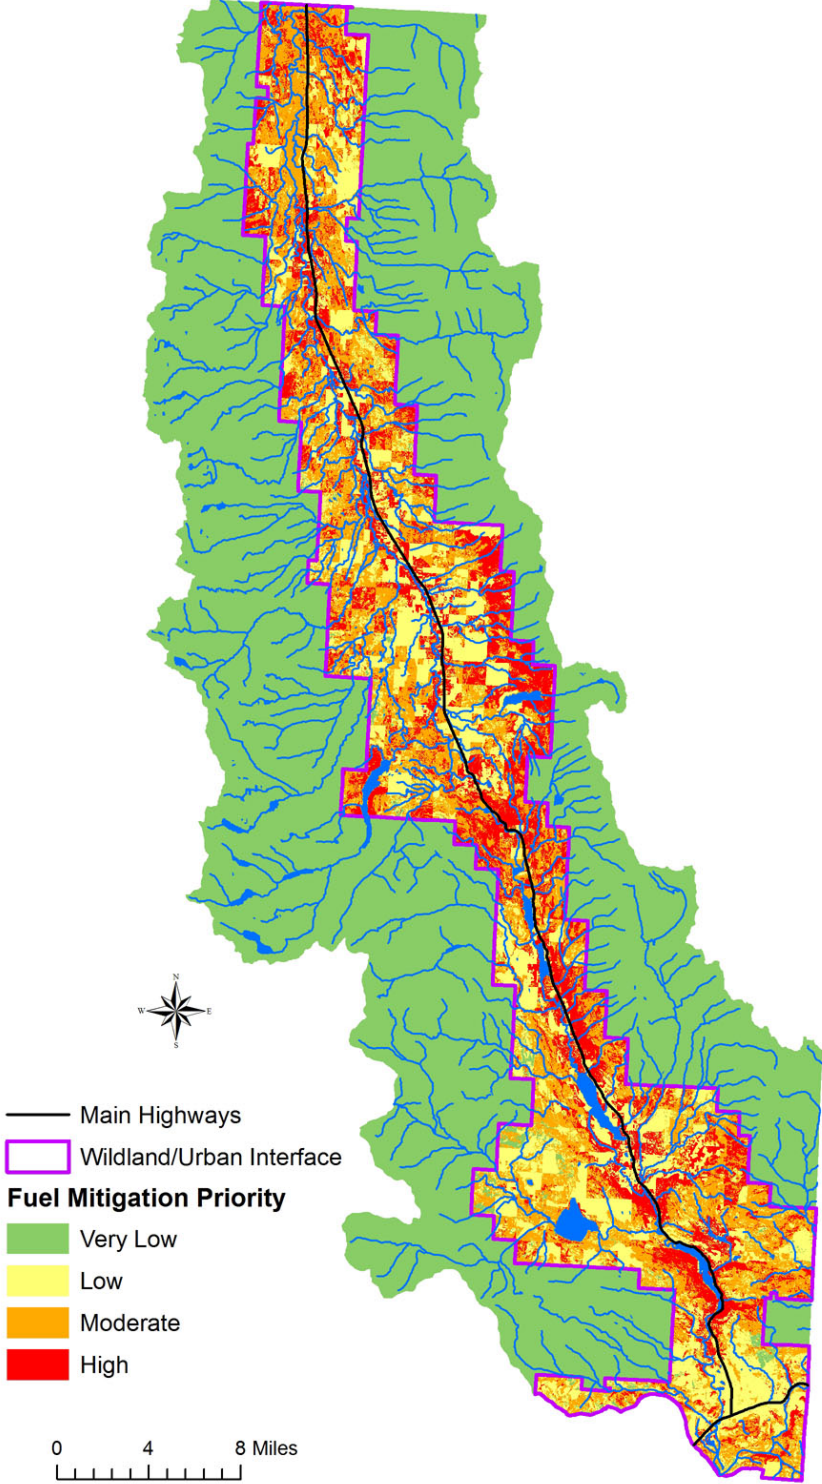 N
W E
S
Main Highways
Wildland/Urban Interface
Fuel Mitigation Priority
Very Low
Low
Moderate
High
0 4 8 Miles